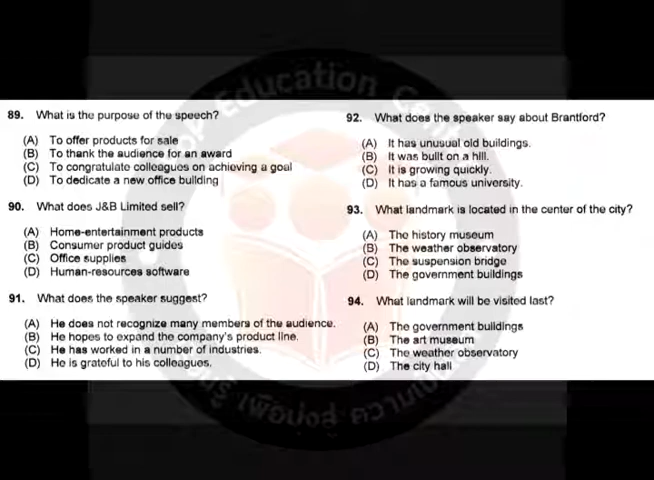 Education
89. What is the purpose of the speech?
(A) To offer products for sale
(B) To thank the audience for an award
(C) To congratulate colleagues on achieving a goal
(D) To dedicate a new office building
90. What does J&B Limited sell?
(A) Home-entertainment products
(B) Consumer product guides
(C) Office supplies
(D) Human-resources software
91. What does the speaker suggest?
(A) He does not recognize many members of the audience.
(B) He hopes to expand the company's product line.
(C) He has worked in a number of industries.
(D) He is grateful to his colleagues.
92. What does the speaker say about Brantford?
(A) It has unusual old buildings.
(B) It was built on a hill.
(C) It is growing quickly.
(D) It has a famous university.
93. What landmark is located in the center of the city?
(A) The history museum
(B) The weather observatory
(C) The suspension bridge
(D) The government buildings
94. What landmark will be visited last?
(A) The government buildings
(B) The art museum
(C) The weather observatory
(D) The city hall